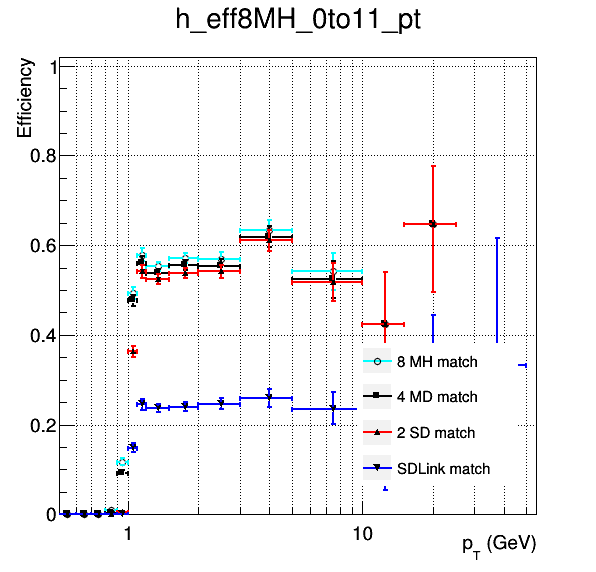 h_eff8MH_0to11_pt
Efficiency
1
0.8
0.6
0.4
0.2
0
8 MH match
4 MD match
2 SD match
SDLink match
1
10
p_T (GeV)